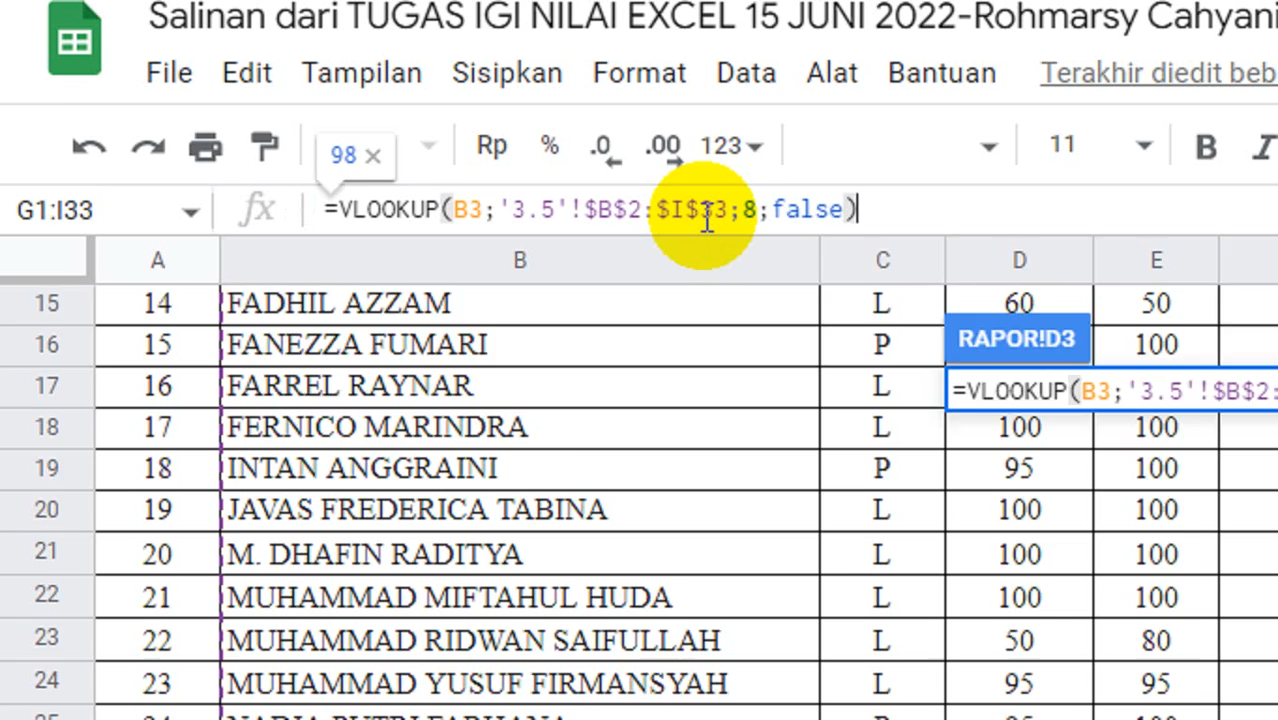 Salinan dari TUGAS IGI NILAI EXCEL 15 JUNI 2022-Rohmarsy Cahyani
File Edit Tampilan Sisipkan Format Data Alat Bantuan Terakhir diedit beb
98 × Rp % .0 .00 123 11 B I
G1:I33 fx =VLOOKUP(B3;'3.5'!$B$2:$I$33;8;false)
A B C D E
15 14 FADHIL AZZAM L 60 50
16 15 FANEZZA FUMARI P RAPOR!D3 100
17 16 FARREL RAYNAR L =VLOOKUP(B3;'3.5'!$B$2:
18 17 FERNICO MARINDRA L 100 100
19 18 INTAN ANGGRAINI P 95 100
20 19 JAVAS FREDERICA TABINA L 100 100
21 20 M. DHAFIN RADITYA L 100 100
22 21 MUHAMMAD MIFTAHUL HUDA L 100 100
23 22 MUHAMMAD RIDWAN SAIFULLAH L 50 80
24 23 MUHAMMAD YUSUF FIRMANSYAH L 95 95